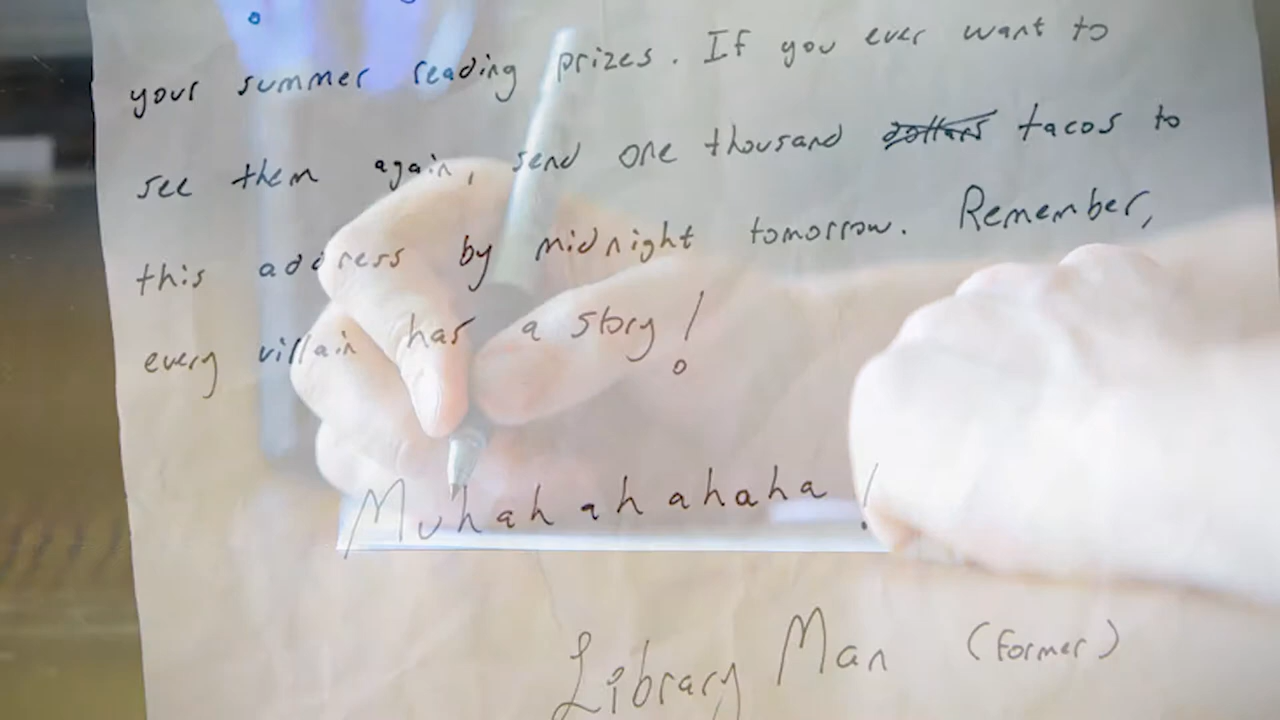 your summer reading prizes. If you ever want to
see them again, send one thousand dollars tacos to
this address by midnight tomorrow. Remember,
every villain has a story!
Muhahahahaha!
Library Man (former)